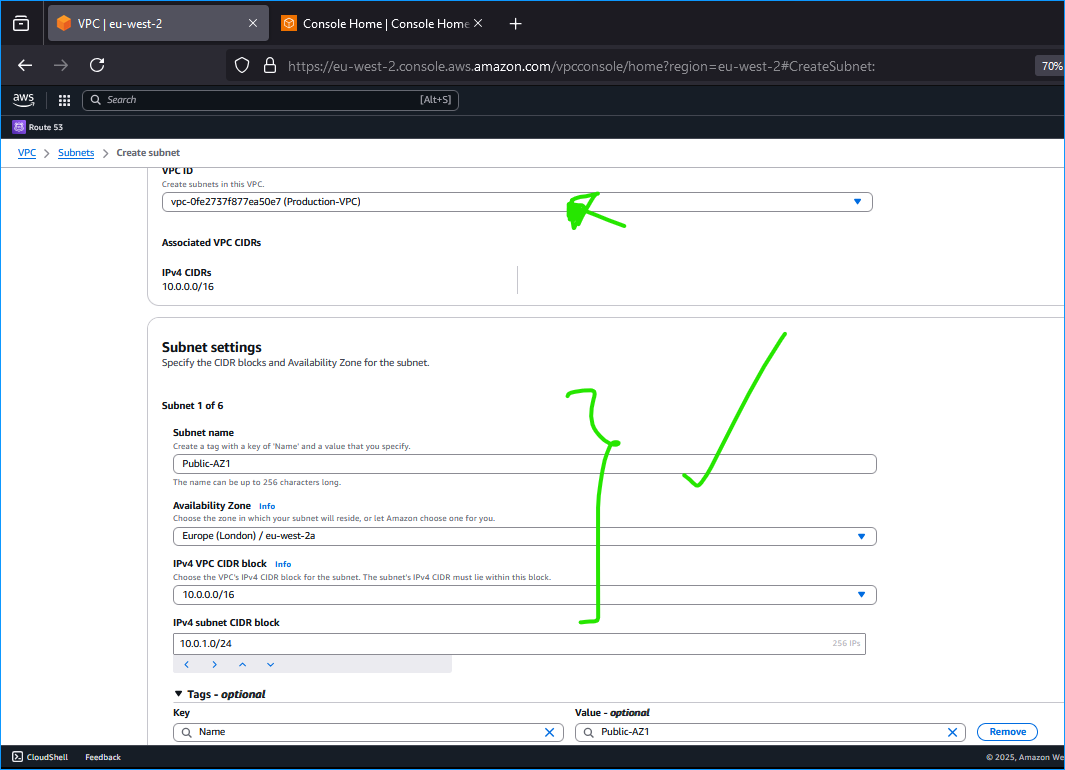 VPC | eu-west-2
Console Home | Console Home
https://eu-west-2.console.aws.amazon.com/vpcconsole/home?region=eu-west-2#CreateSubnet:
70%
aws
Search
[Alt+S]
Route 53
VPC > Subnets > Create subnet
VPC ID
Create subnets in this VPC.
vpc-0fe2737f877ea50e7 (Production-VPC)
Associated VPC CIDRs
IPv4 CIDRs
10.0.0.0/16
Subnet settings
Specify the CIDR blocks and Availability Zone for the subnet.
Subnet 1 of 6
Subnet name
Create a tag with a key of 'Name' and a value that you specify.
Public-AZ1
The name can be up to 256 characters long.
Availability Zone Info
Choose the zone in which your subnet will reside, or let Amazon choose one for you.
Europe (London) / eu-west-2a
IPv4 VPC CIDR block Info
Choose the VPC's IPv4 CIDR block for the subnet. The subnet's IPv4 CIDR must lie within this block.
10.0.0.0/16
IPv4 subnet CIDR block
10.0.1.0/24
256 IPs
Tags - optional
Key
Value - optional
Name
Public-AZ1
Remove
CloudShell
Feedback
© 2025, Amazon We